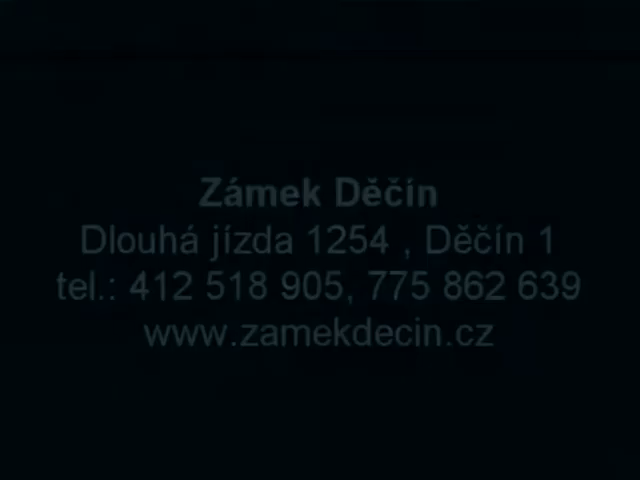 Zámek Děčín
Dlouhá jízda 1254 , Děčín 1
tel.: 412 518 905, 775 862 639
www.zamekdecin.cz